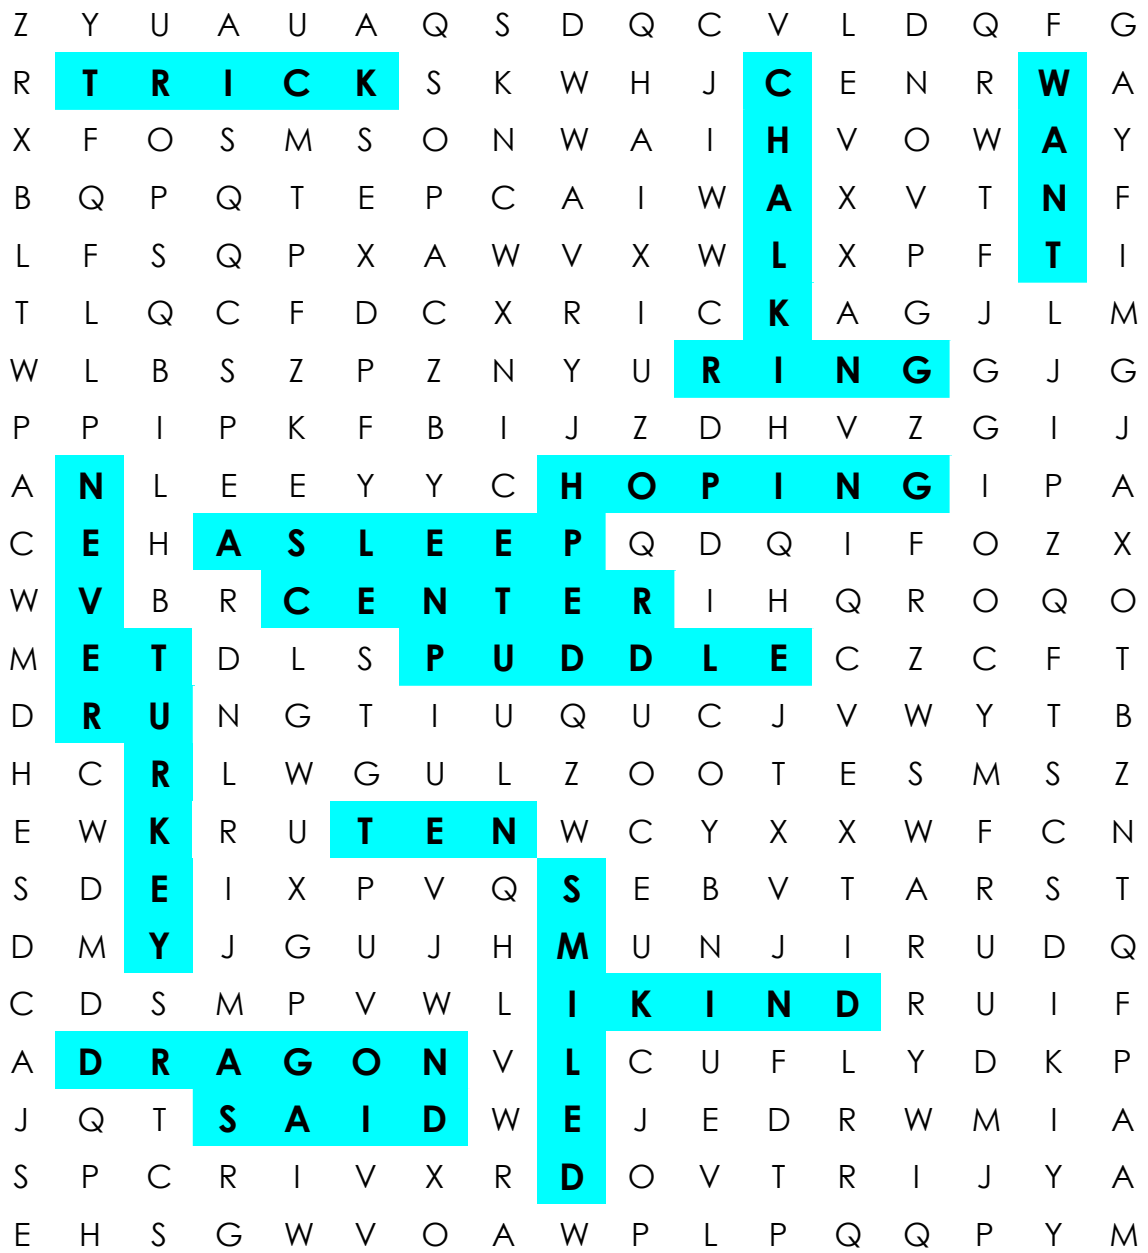 Z Y U A U A Q S D Q C V L D Q F G
R T R I C K S K W H J C E N R W A
X F O S M S O N W A I H V O W A Y
B Q P Q T E P C A I W A X V T N F
L F S Q P X A W V X W L X P F T I
T L Q C F D C X R I C K A G J L M
W L B S Z P Z N Y U R I N G G J G
P P I P K F B I J Z D H V Z G I J
A N L E E Y Y C H O P I N G I P A
C E H A S L E E P Q D Q I F O Z X
W V B R C E N T E R I H Q R O Q O
M E T D L S P U D D L E C Z C F T
D R U N G T I U Q U C J V W Y T B
H C R L W G U L Z O O T E S M S Z
E W K R U T E N W C Y X X W F C N
S D E I X P V Q S E B V T A R S T
D M Y J G U J H M U N J I R U D Q
C D S M P V W L I K I N D R U I F
A D R A G O N V L C U F L Y D K P
J Q T S A I D W E J E D R W M I A
S P C R I V X R D O V T R I J Y A
E H S G W V O A W P L P Q Q P Y M